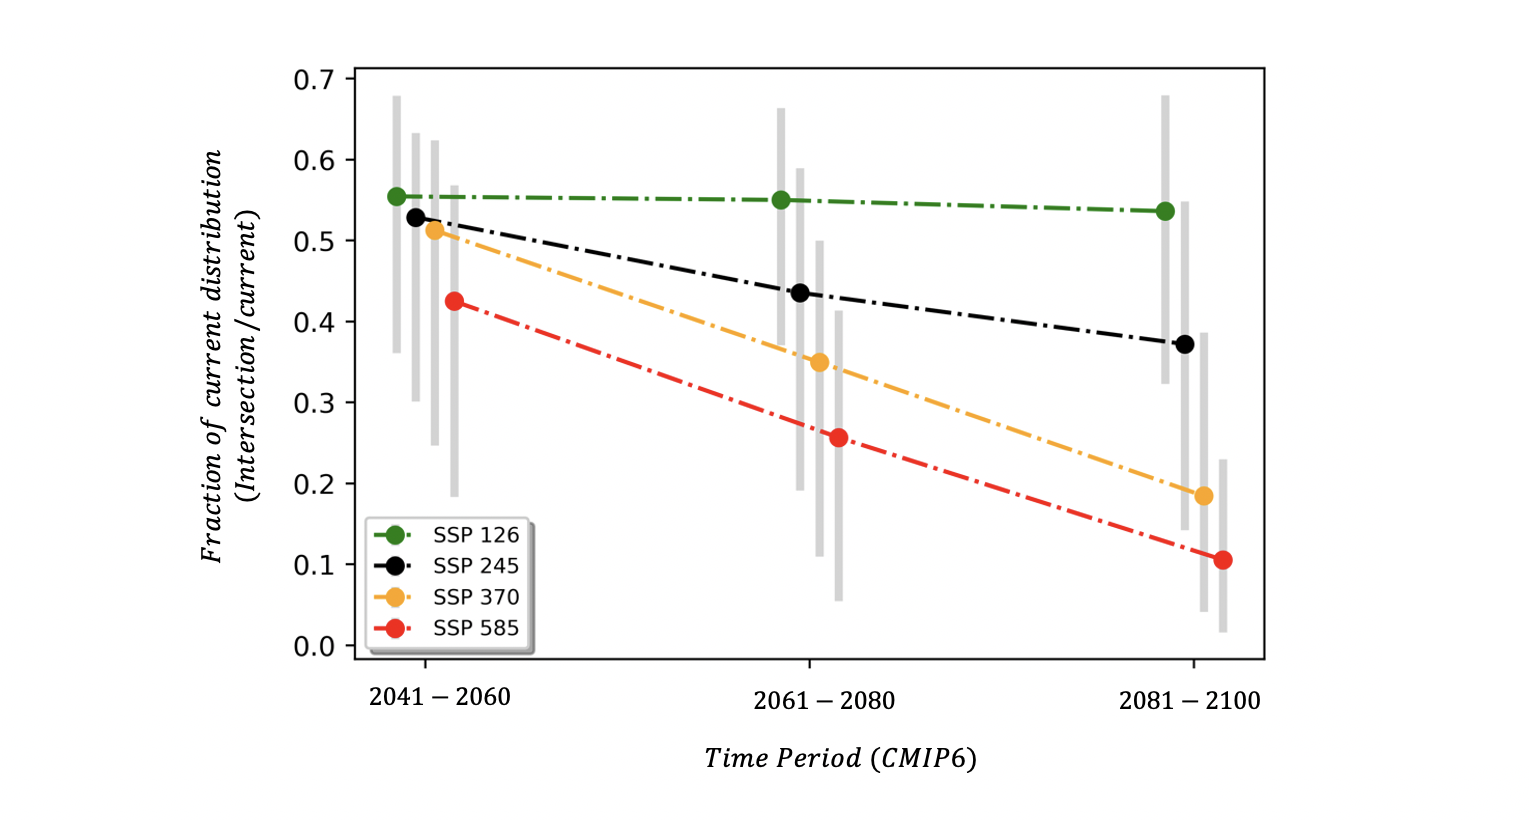 Fraction of current distribution
(Intersection/current)
0.7
0.6
0.5
0.4
0.3
0.2
0.1
0.0
SSP 126
SSP 245
SSP 370
SSP 585
2041 − 2060
2061 − 2080
2081 − 2100
Time Period (CMIP6)